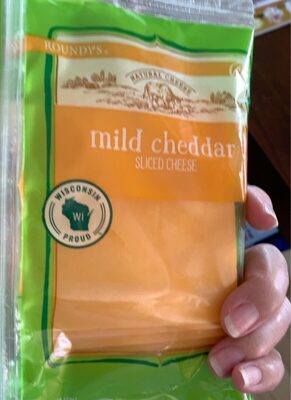 ROUNDY'S®
NATURAL CHEESE
mild cheddar
SLICED CHEESE
WISCONSIN
WI
PROUD